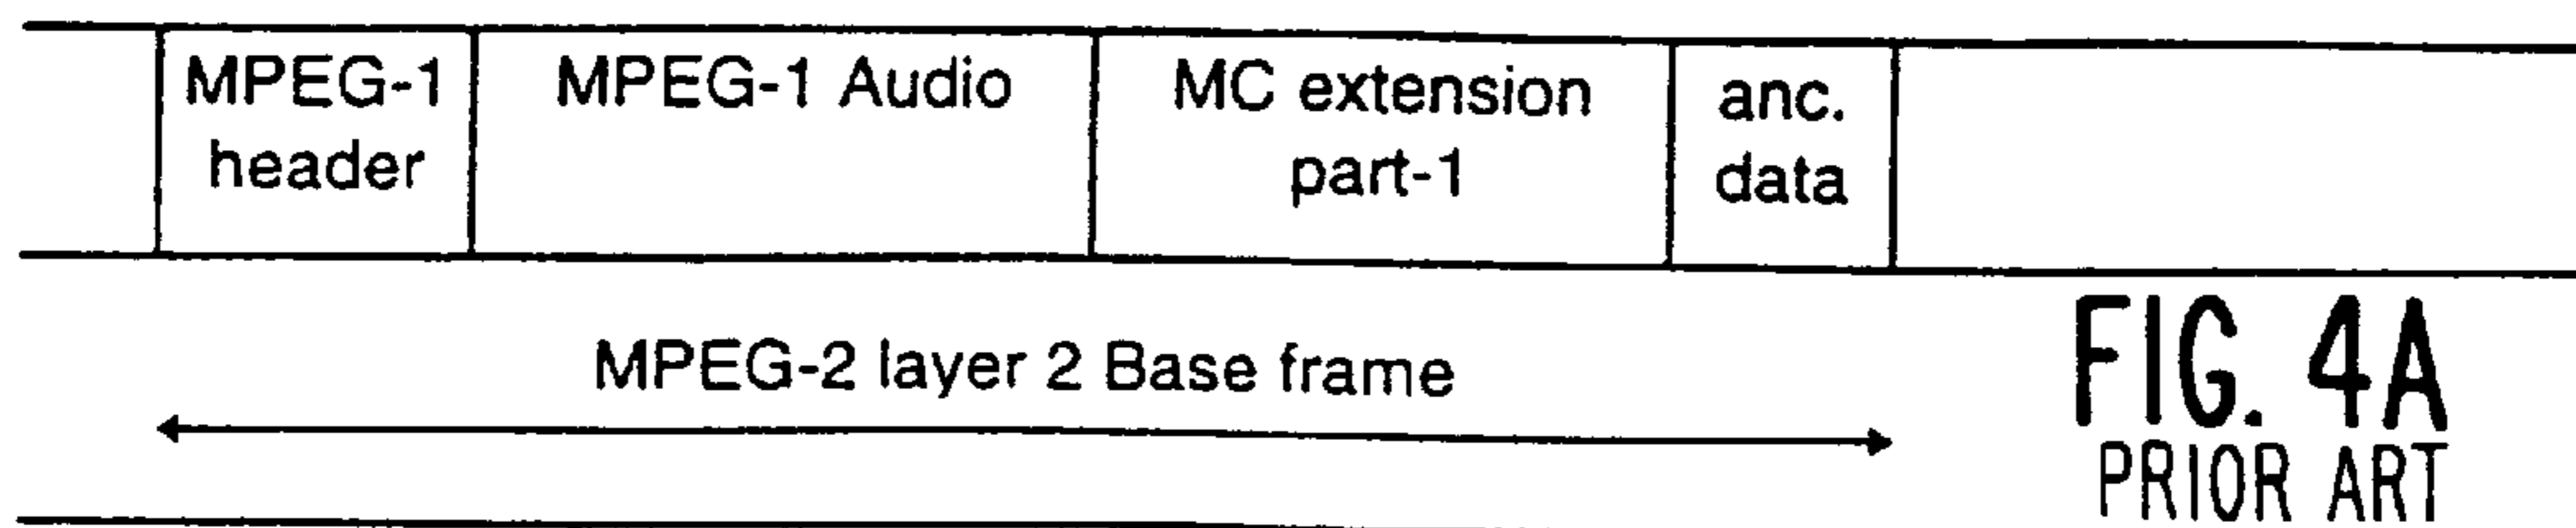 MPEG-1
header
MPEG-1 Audio
MC extension
part-1
anc.
data
MPEG-2 layer 2 Base frame
FIG. 4A
PRIOR ART